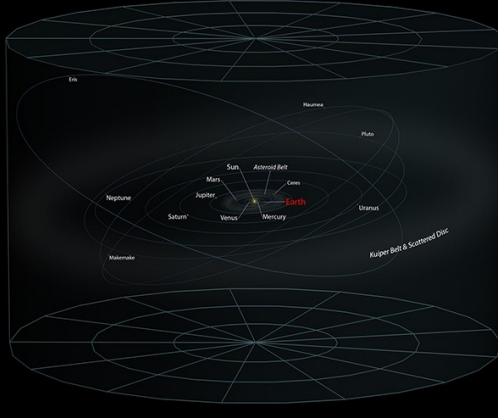 Eris
Haumea
Pluto
Sun
Asteroid Belt
Mars
Ceres
Jupiter
Neptune
Earth
Uranus
Saturn
Venus
Mercury
Kuiper Belt & Scattered Disc
Makemake